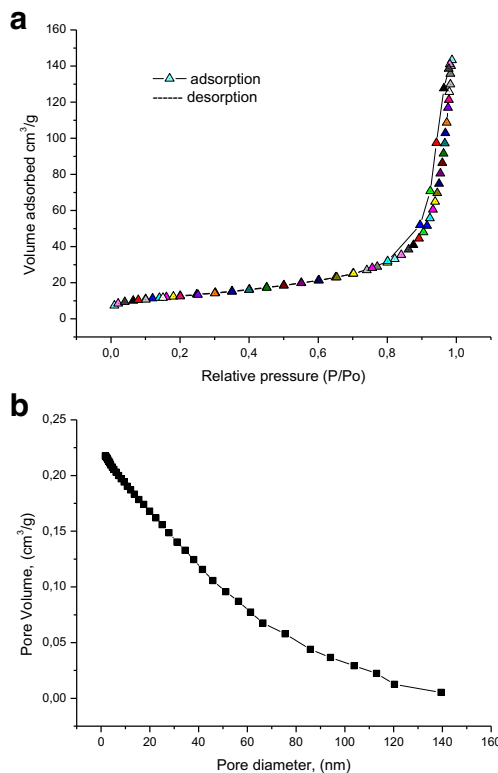 a
160
140
120
100
80
60
40
20
0
Volume adsorbed cm³/g
adsorption
desorption
0,0 0,2 0,4 0,6 0,8 1,0
Relative pressure (P/Po)
b
0,25
0,20
0,15
0,10
0,05
0,00
Pore Volume, (cm³/g)
0 20 40 60 80 100 120 140 160
Pore diameter, (nm)